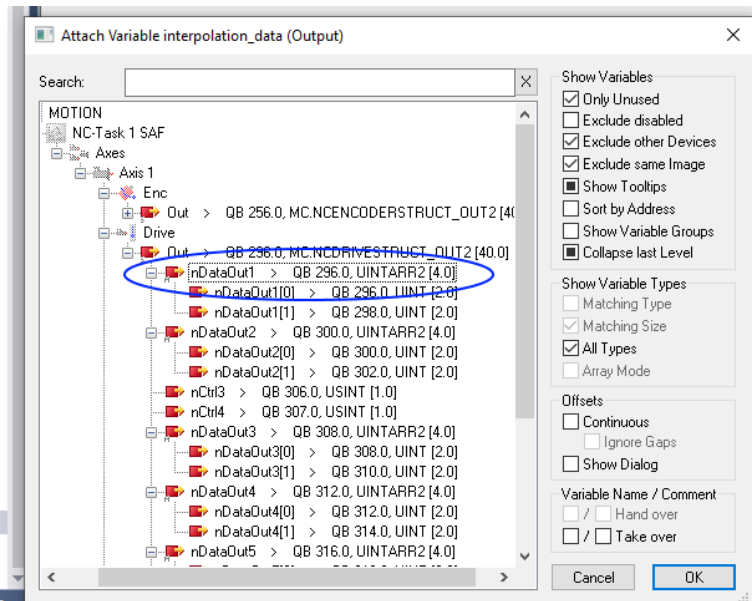 Attach Variable interpolation_data (Output)
Search:
X
MOTION
NC-Task 1 SAF
Axes
Axis 1
Enc
Out > QB 256.0, MC.NCENCODERSTRUCT_OUT2 [4(
Drive
Out > QB 296.0, MC.NCDRIVESTRUCT_OUT2 [40.0]
nDataOut1 > QB 296.0, UINTARR2 [4.0]
nDataOut1[0] > QB 296.0, UINT [2.0]
nDataOut1[1] > QB 298.0, UINT [2.0]
nDataOut2 > QB 300.0, UINTARR2 [4.0]
nDataOut2[0] > QB 300.0, UINT [2.0]
nDataOut2[1] > QB 302.0, UINT [2.0]
nCtrl3 > QB 306.0, USINT [1.0]
nCtrl4 > QB 307.0, USINT [1.0]
nDataOut3 > QB 308.0, UINTARR2 [4.0]
nDataOut3[0] > QB 308.0, UINT [2.0]
nDataOut3[1] > QB 310.0, UINT [2.0]
nDataOut4 > QB 312.0, UINTARR2 [4.0]
nDataOut4[0] > QB 312.0, UINT [2.0]
nDataOut4[1] > QB 314.0, UINT [2.0]
nDataOut5 > QB 316.0, UINTARR2 [4.0]
Show Variables
Only Unused
Exclude disabled
Exclude other Devices
Exclude same Image
Show Tooltips
Sort by Address
Show Variable Groups
Collapse last Level
Show Variable Types
Matching Type
Matching Size
All Types
Array Mode
Offsets
Continuous
Ignore Gaps
Show Dialog
Variable Name / Comment
/ Hand over
/ Take over
Cancel
OK